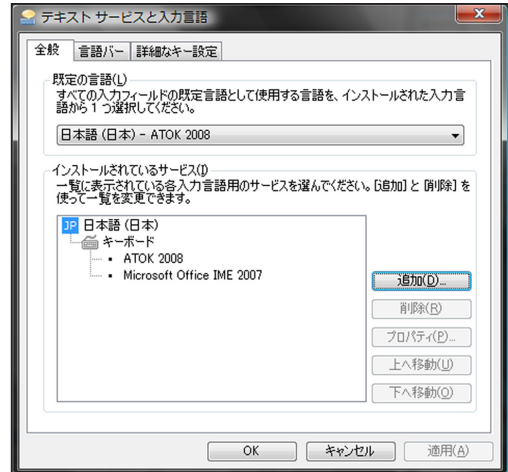 テキスト サービスと入力言語
全般
言語バー
詳細なキー設定
既定の言語(L)
すべての入力フィールドの既定言語として使用する言語を、インストールされた入力言
語から 1 つ選択してください。
日本語 (日本) - ATOK 2008
インストールされているサービス(I)
一覧に表示されている各入力言語用のサービスを選んでください。[追加] と [削除] を
使って一覧を変更できます。
JP 日本語 (日本)
キーボード
• ATOK 2008
• Microsoft Office IME 2007
追加(D)...
削除(R)
プロパティ(P)...
上へ移動(U)
下へ移動(O)
OK
キャンセル
適用(A)